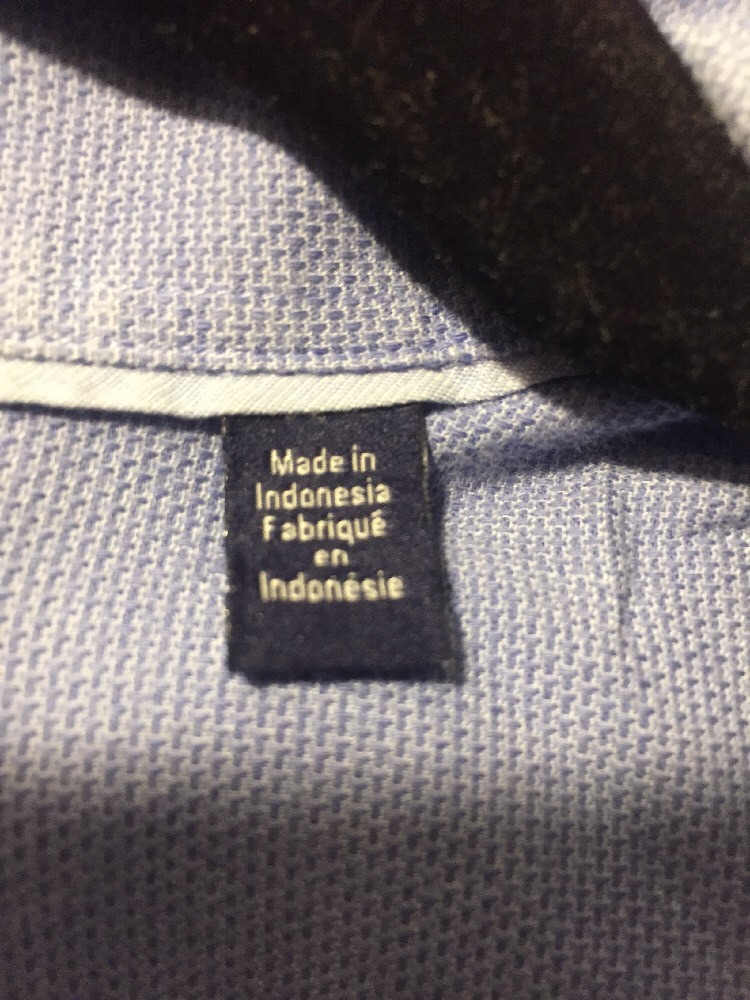 Made in
Indonesia
Fabriqué
en
Indonésie